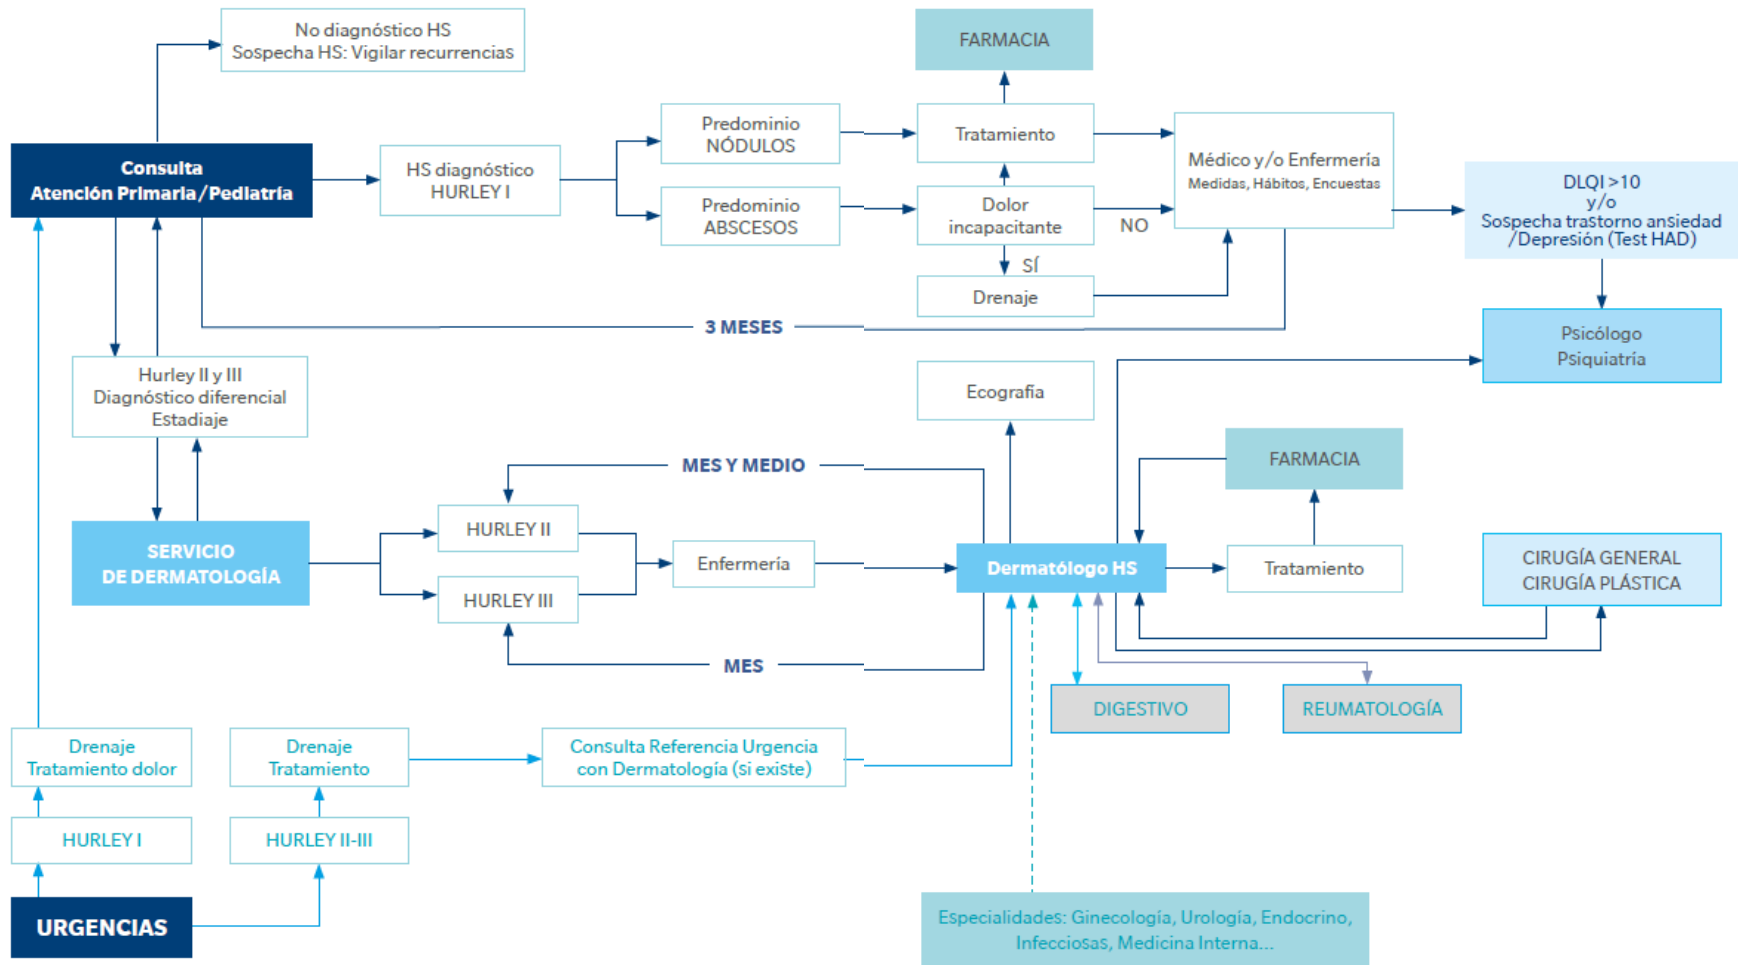 No diagnóstico HS
Sospecha HS: Vigilar recurrencias
FARMACIA
Consulta
Atención Primaria/Pediatría
HS diagnóstico
HURLEY I
Predominio
NÓDULOS
Predominio
ABSCESOS
Tratamiento
Dolor
incapacitante
NO
SÍ
Drenaje
Médico y/o Enfermería
Medidas, Hábitos, Encuestas
DLQI >10
y/o
Sospecha trastorno ansiedad
/Depresión (Test HAD)
Psicólogo
Psiquiatría
3 MESES
Hurley II y III
Diagnóstico diferencial
Estadiaje
Ecografía
FARMACIA
MES Y MEDIO
SERVICIO
DE DERMATOLOGÍA
HURLEY II
HURLEY III
Enfermería
Dermatólogo HS
Tratamiento
CIRUGÍA GENERAL
CIRUGÍA PLÁSTICA
MES
DIGESTIVO
REUMATOLOGÍA
Drenaje
Tratamiento dolor
Drenaje
Tratamiento
Consulta Referencia Urgencia
con Dermatología (si existe)
HURLEY I
HURLEY II-III
URGENCIAS
Especialidades: Ginecología, Urología, Endocrino,
Infecciosas, Medicina Interna...